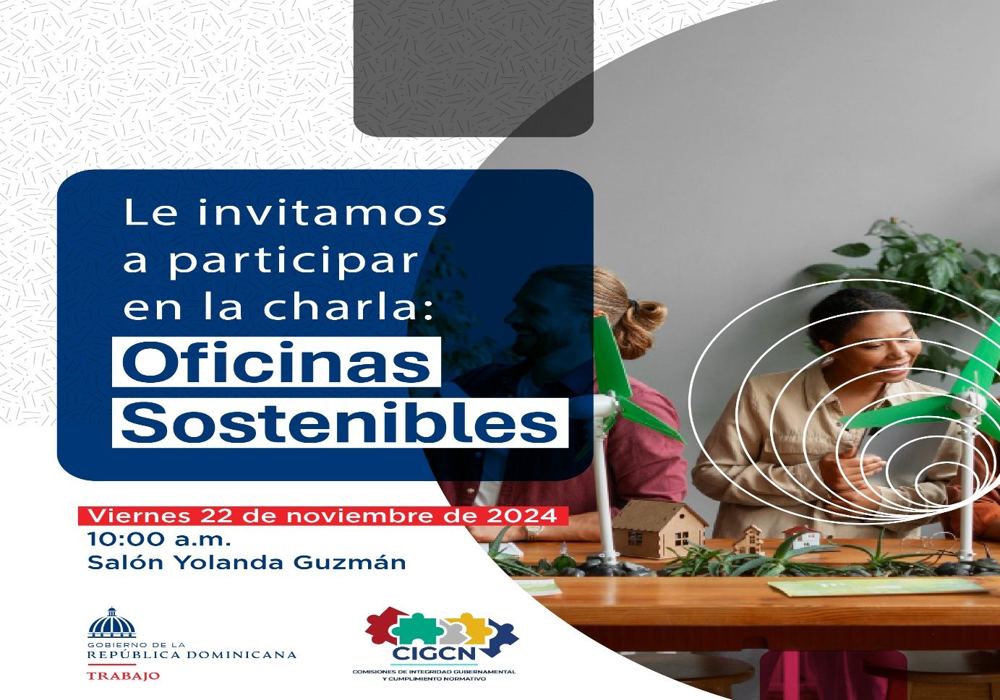 Le invitamos
a participar
en la charla:
Oficinas
Sostenibles
Viernes 22 de noviembre de 2024
10:00 a.m.
Salón Yolanda Guzmán
GOBIERNO DE LA
REPÚBLICA DOMINICANA
TRABAJO
CIGCN
COMISIONES DE INTEGRIDAD GUBERNAMENTAL
Y CUMPLIMIENTO NORMATIVO